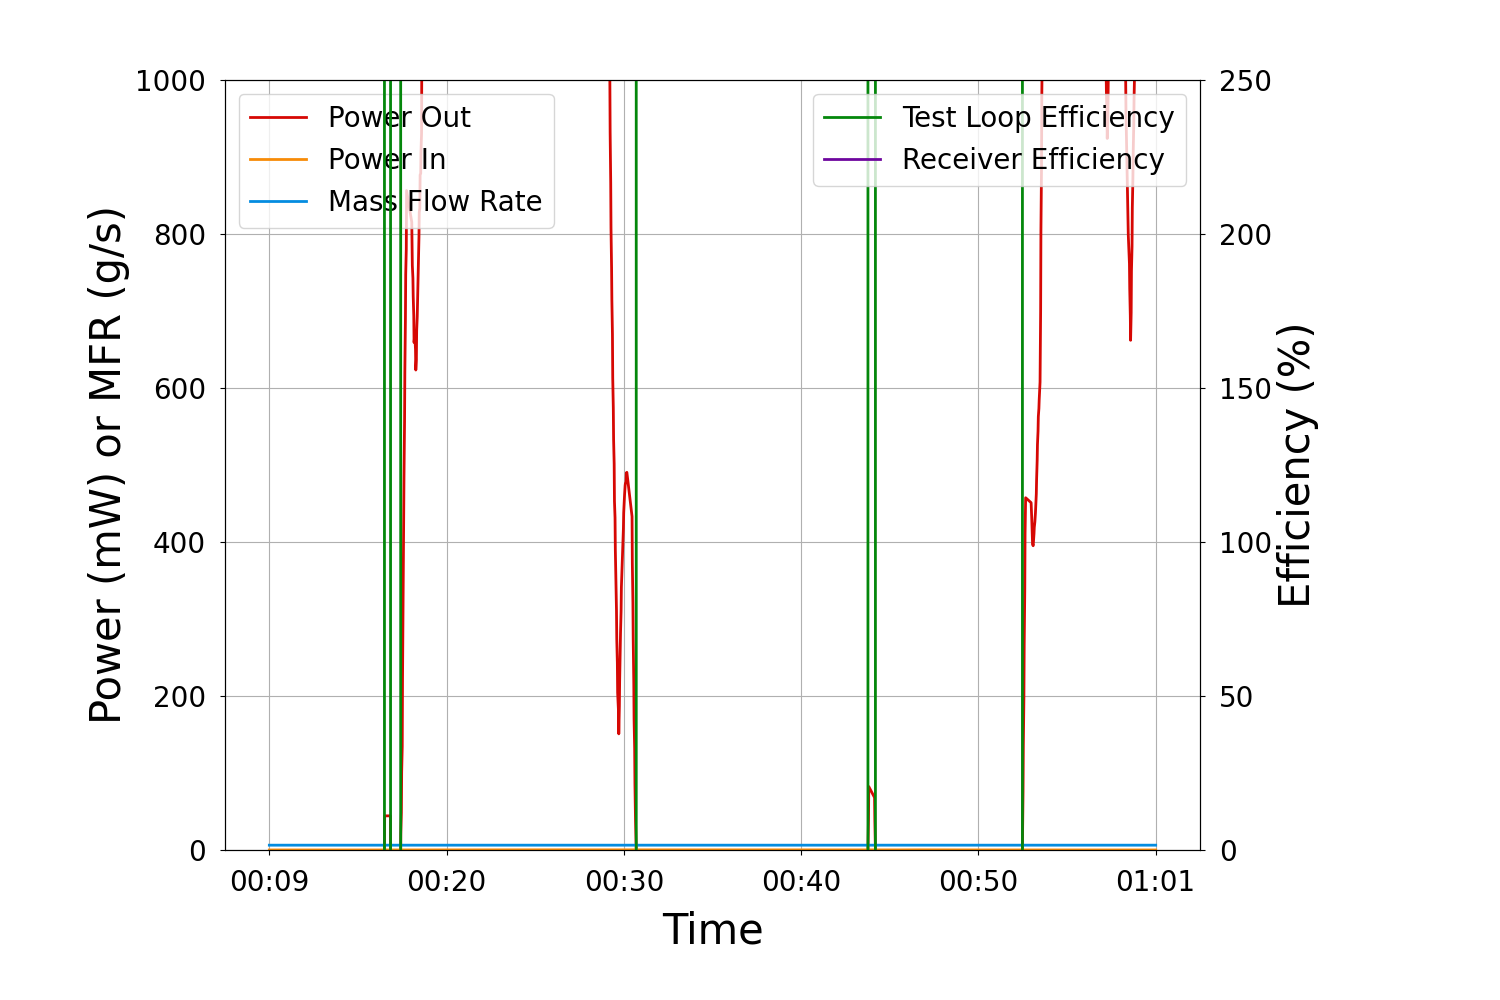 1000
800
600
400
200
0
Power (mW) or MFR (g/s)
Power Out
Power In
Mass Flow Rate
Test Loop Efficiency
Receiver Efficiency
250
200
150
100
50
0
Efficiency (%)
00:09 00:20 00:30 00:40 00:50 01:01
Time